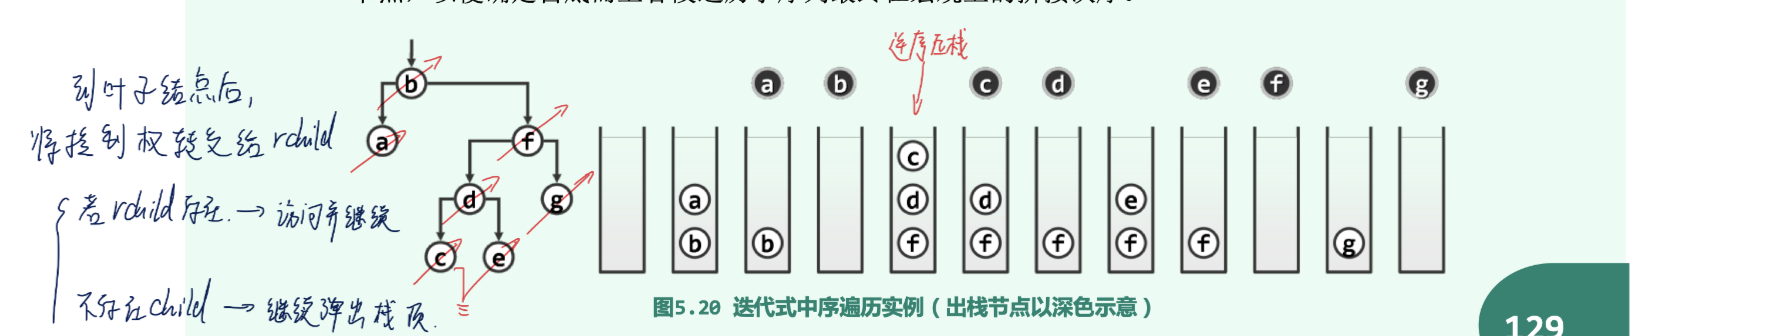 逆序压栈
到叶子结点后,
将控制权转交给 rchild
若 rchild 存在. → 访问并继续
不存在 child → 继续弹出栈顶.
b
a f
d g
c e
a b c d e f g
a b
b
c d f
d f
f
e f
f
g
图5.20 迭代式中序遍历实例（出栈节点以深色示意）
129